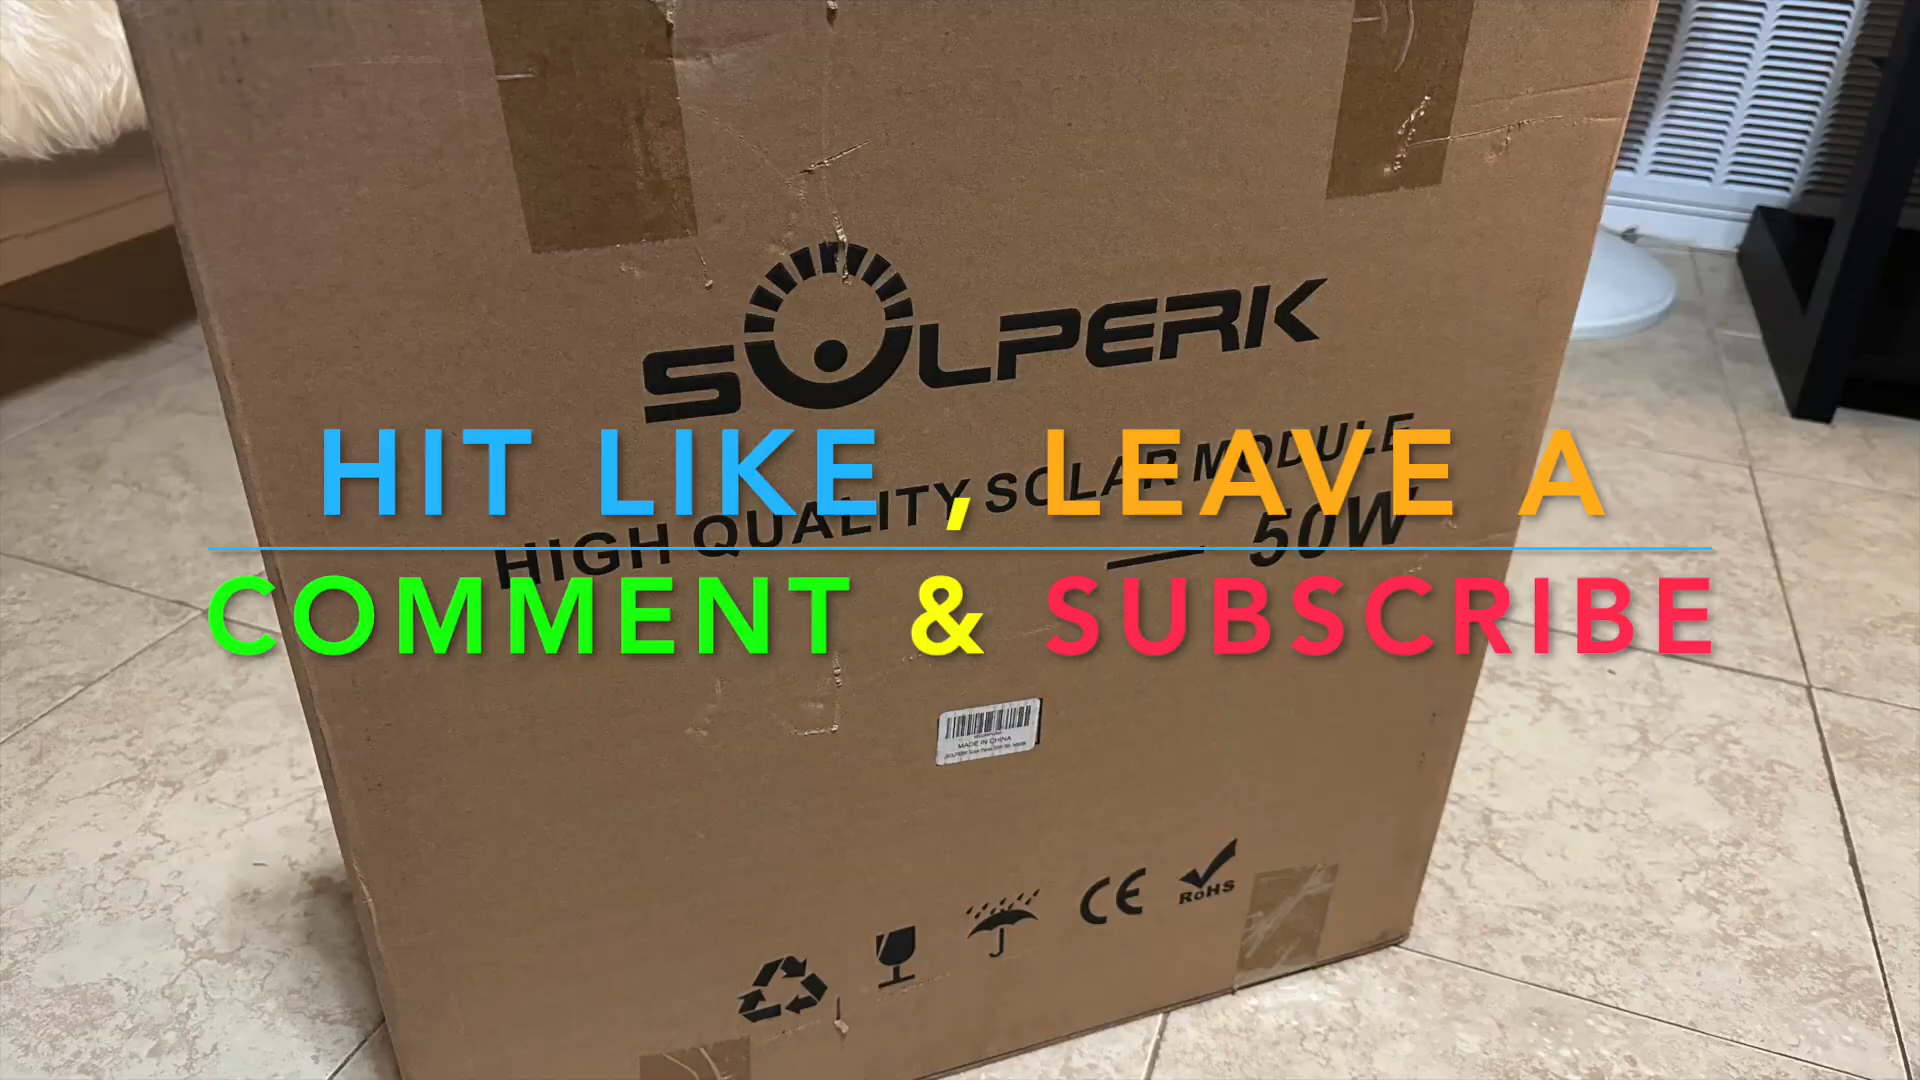 SOLPERK
HIGH QUALITY SOLAR MODULE
50W
HIT LIKE , LEAVE A
COMMENT & SUBSCRIBE
MADE IN CHINA
CE
RoHS